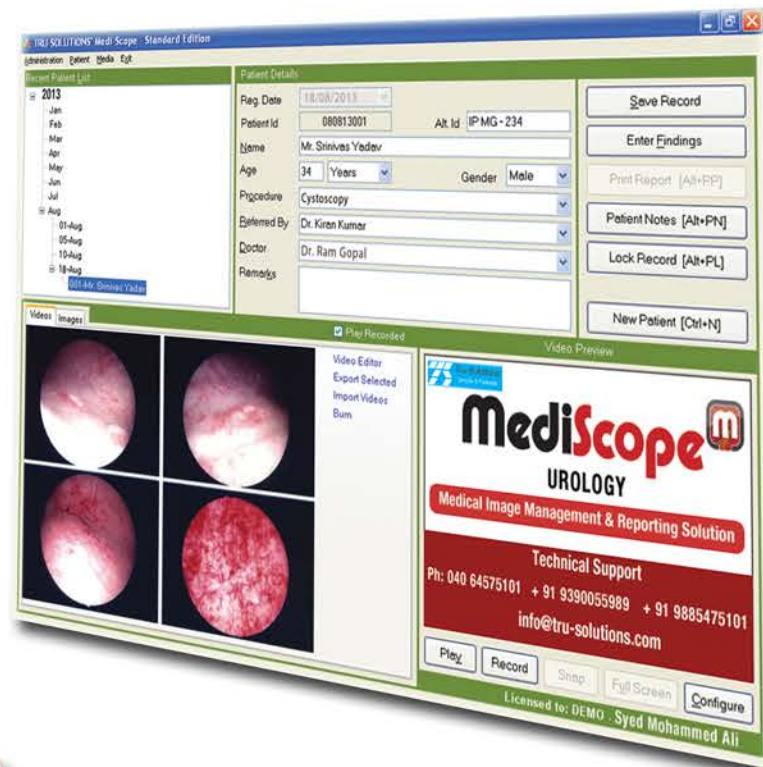 TRU-SOLUTIONS' Medi Scope - Standard Edition
Administration Patient Media Exit
Recent Patient List
2013
Jan
Feb
Mar
Apr
May
Jun
Jul
Aug
01-Aug
05-Aug
10-Aug
18-Aug
001-Mr. Srinivas Yadav
Patient Details
Reg. Date 18/08/2013
Patient Id 080813001 Alt. Id IPMG - 234
Name Mr. Srinivas Yadav
Age 34 Years Gender Male
Procedure Cystoscopy
Referred By Dr. Kiran Kumar
Doctor Dr. Ram Gopal
Remarks
Save Record
Enter Findings
Print Report [Alt+PP]
Patient Notes [Alt+PN]
Lock Record [Alt+PL]
New Patient [Ctrl+N]
Videos Images
Play Recorded
Video Editor
Export Selected
Import Videos
Burn
Video Preview
MediScope m
UROLOGY
Medical Image Management & Reporting Solution
Technical Support
Ph: 040 64575101 + 91 9390055989 + 91 9885475101
info@tru-solutions.com
Play Record Snap Full Screen Configure
Licensed to: DEMO - Syed Mohammed Ali